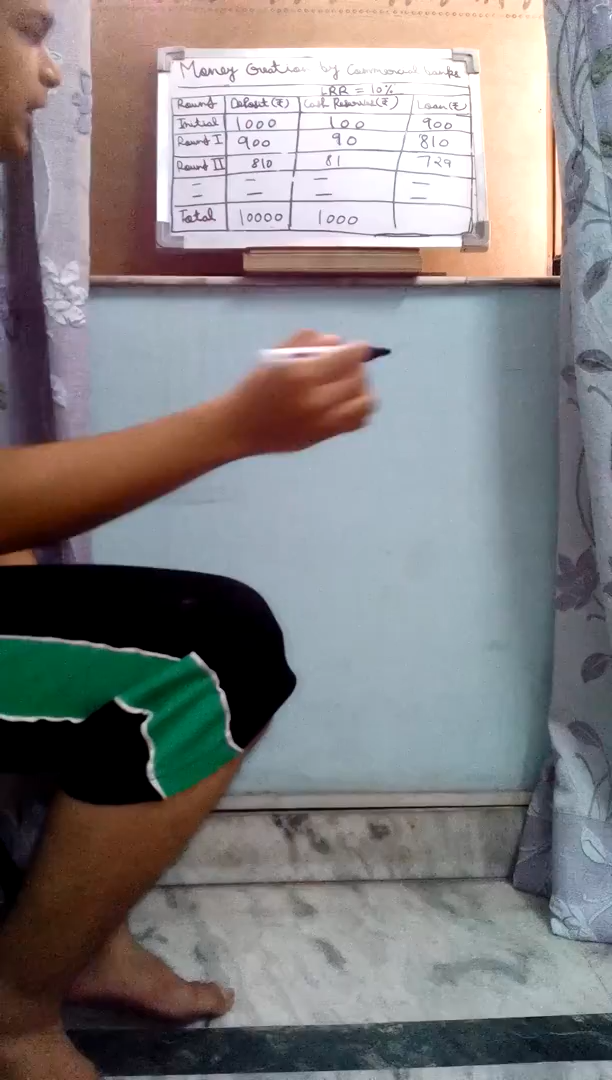 Money Creation by Commercial banks
LRR = 10%
Round Deposit (₹) Cash Reserve (₹) Loan (₹)
Initial 1000 100 900
Round I 900 90 810
Round II 810 81 729
Total 10000 1000